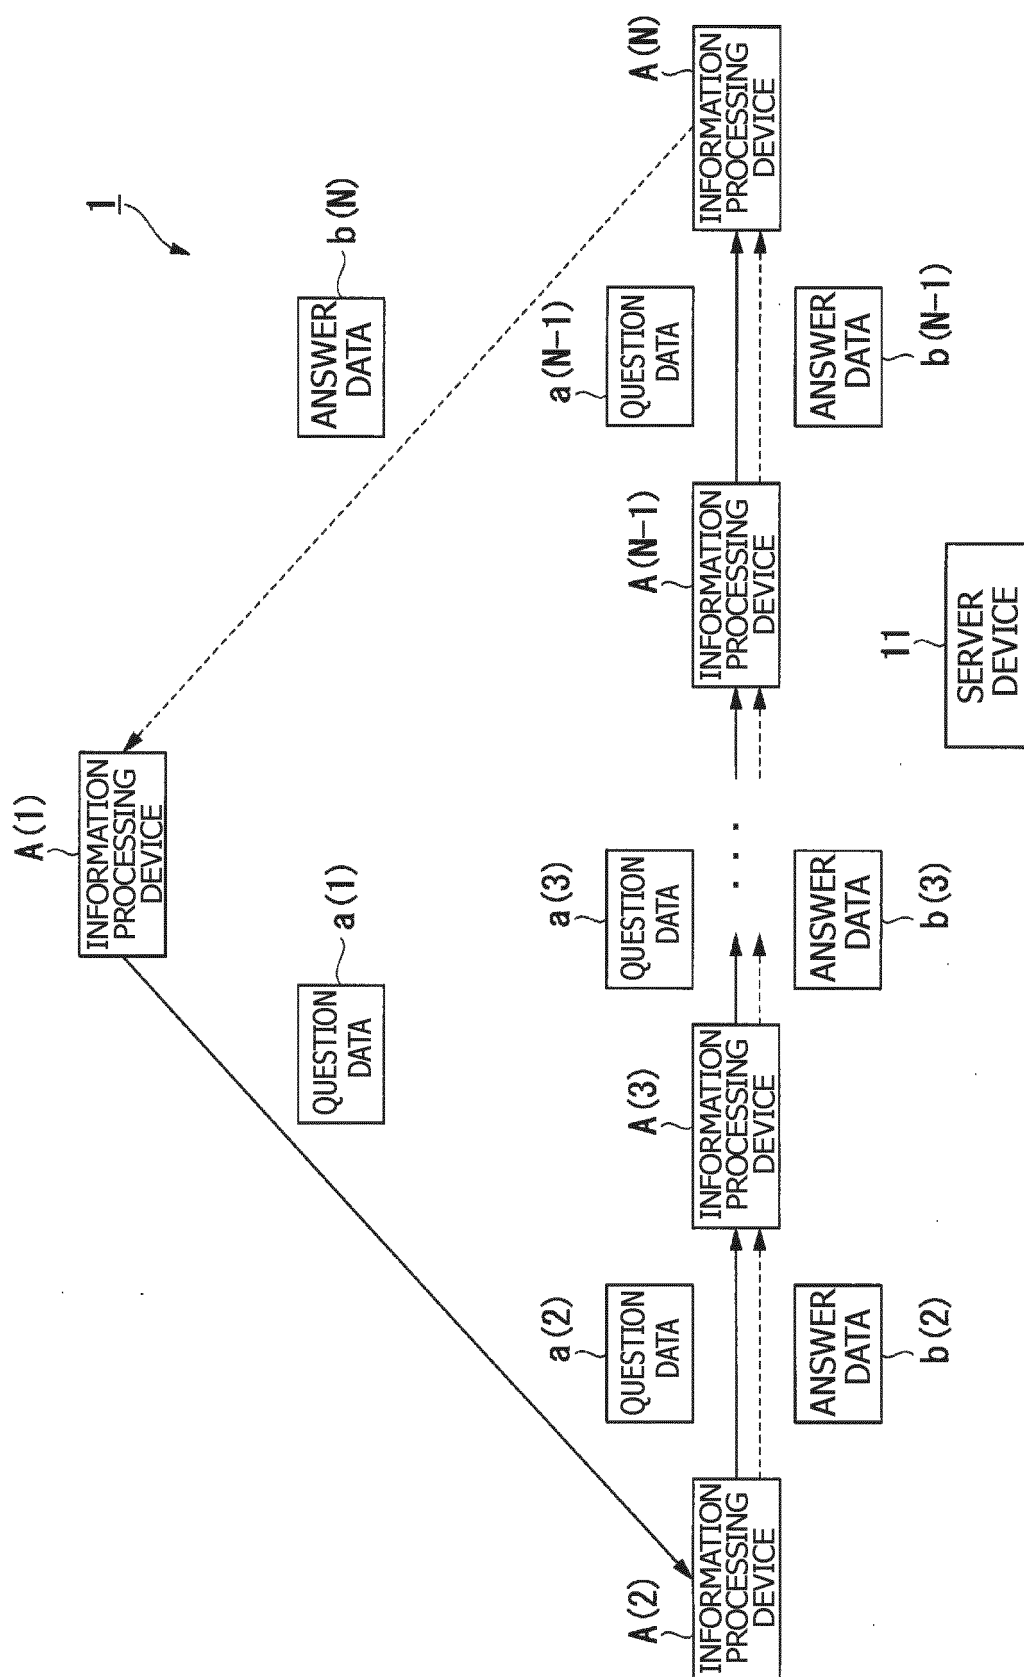 1
A(1)
INFORMATION
PROCESSING
DEVICE
a(1)
QUESTION
DATA
b(N)
ANSWER
DATA
A(2)
INFORMATION
PROCESSING
DEVICE
a(2)
QUESTION
DATA
ANSWER
DATA
b(2)
A(3)
INFORMATION
PROCESSING
DEVICE
a(3)
QUESTION
DATA
ANSWER
DATA
b(3)
. . .
A(N-1)
INFORMATION
PROCESSING
DEVICE
a(N-1)
QUESTION
DATA
ANSWER
DATA
b(N-1)
A(N)
INFORMATION
PROCESSING
DEVICE
11
SERVER
DEVICE